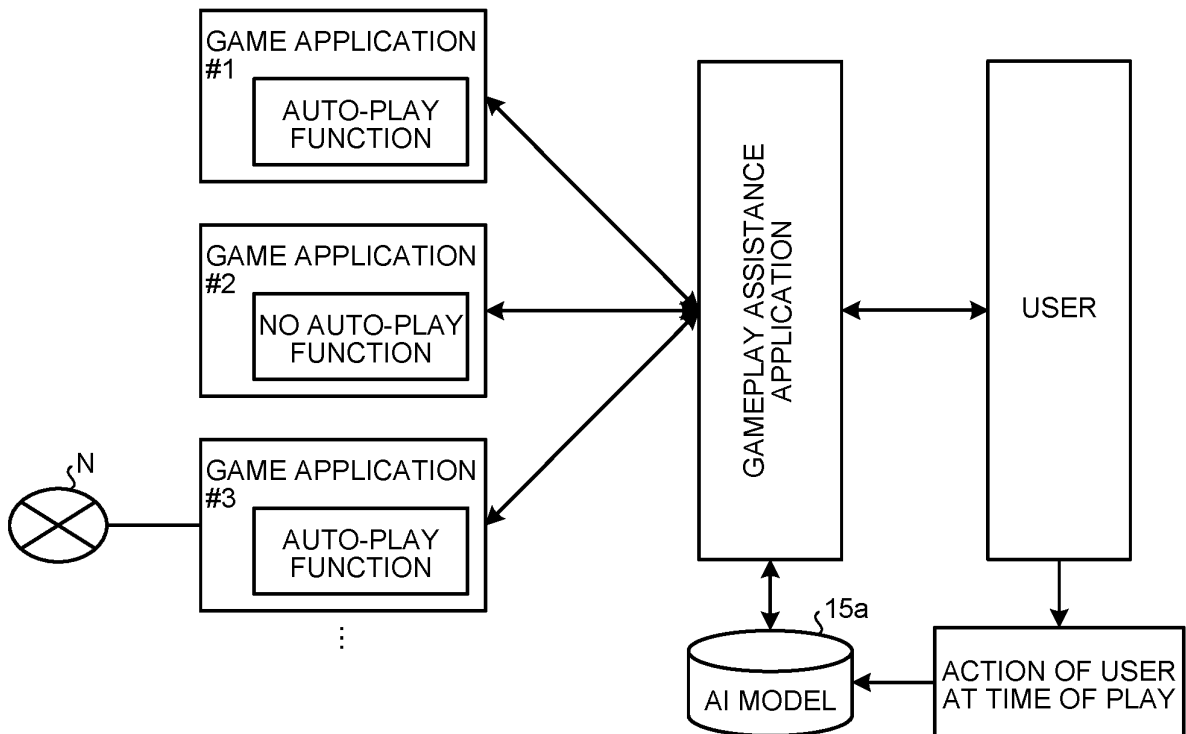 GAME APPLICATION
#1
AUTO-PLAY
FUNCTION
GAME APPLICATION
#2
NO AUTO-PLAY
FUNCTION
N
GAME APPLICATION
#3
AUTO-PLAY
FUNCTION
⋮
GAMEPLAY ASSISTANCE
APPLICATION
USER
15a
AI MODEL
ACTION OF USER
AT TIME OF PLAY